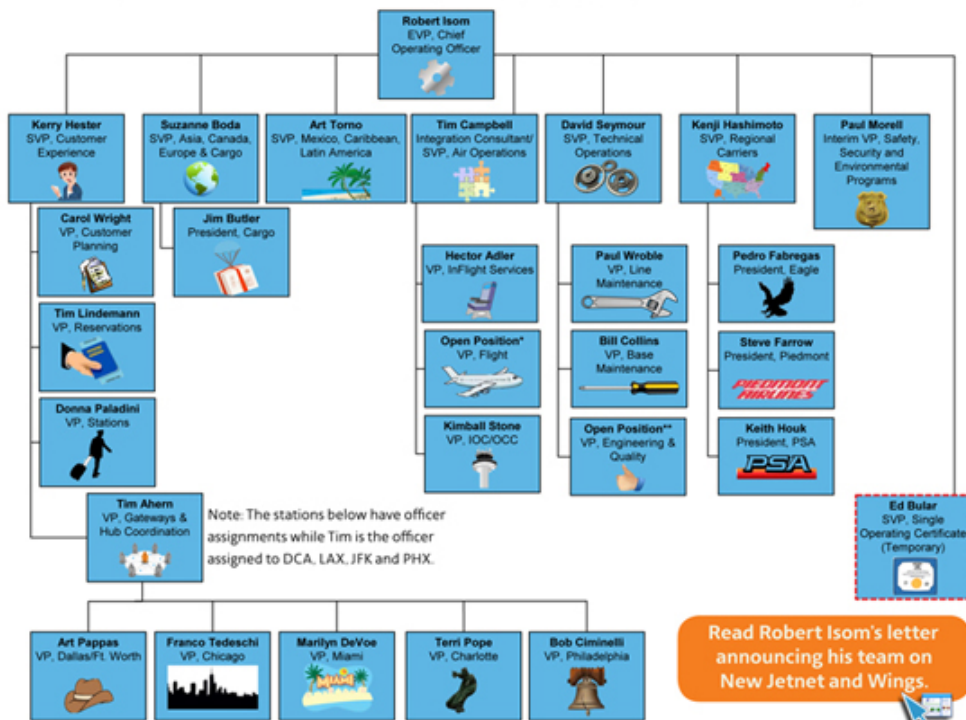 Robert Isom
EVP, Chief
Operating Officer
Kerry Hester
SVP, Customer
Experience
Suzanne Boda
SVP, Asia, Canada,
Europe & Cargo
Art Torno
SVP, Mexico, Caribbean,
Latin America
Tim Campbell
Integration Consultant/
SVP, Air Operations
David Seymour
SVP, Technical
Operations
Kenji Hashimoto
SVP, Regional
Carriers
Paul Morell
Interim VP, Safety,
Security and
Environmental
Programs
Carol Wright
VP, Customer
Planning
Jim Butler
President, Cargo
Hector Adler
VP, InFlight Services
Paul Wroble
VP, Line
Maintenance
Pedro Fabregas
President, Eagle
Tim Lindemann
VP, Reservations
Open Position*
VP, Flight
Bill Collins
VP, Base
Maintenance
Steve Farrow
President, Piedmont
PIEDMONT
AIRLINES
Donna Paladini
VP, Stations
Kimball Stone
VP, IOC/OCC
Open Position**
VP, Engineering &
Quality
Keith Houk
President, PSA
PSA
Tim Ahern
VP, Gateways &
Hub Coordination
Note: The stations below have officer
assignments while Tim is the officer
assigned to DCA, LAX, JFK and PHX.
Ed Bular
SVP, Single
Operating Certificate
(Temporary)
Art Pappas
VP, Dallas/Ft. Worth
Franco Tedeschi
VP, Chicago
Marilyn DeVoe
VP, Miami
MIAMI
Terri Pope
VP, Charlotte
Bob Ciminelli
VP, Philadelphia
Read Robert Isom's letter
announcing his team on
New Jetnet and Wings.